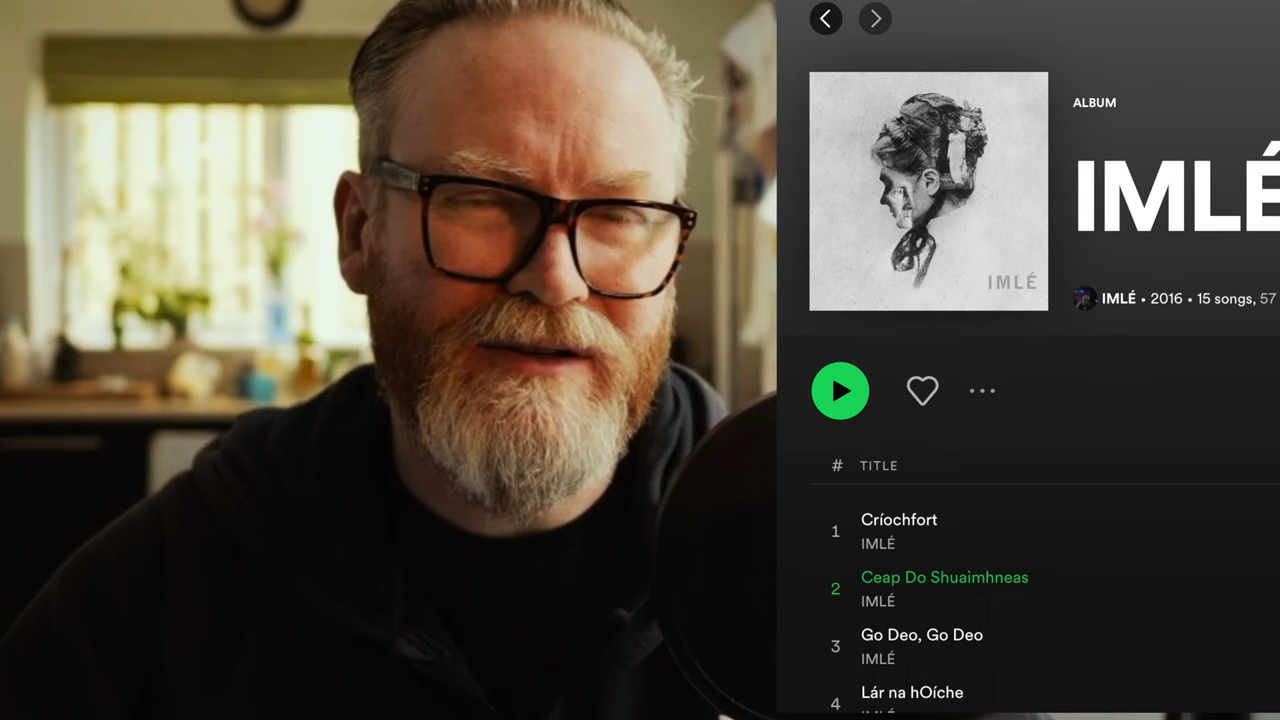 ALBUM
IMLÉ
IMLÉ
IMLÉ • 2016 • 15 songs, 57
# TITLE
1 Críochfort
IMLÉ
2 Ceap Do Shuaimhneas
IMLÉ
3 Go Deo, Go Deo
IMLÉ
4 Lár na hOíche
IMLÉ